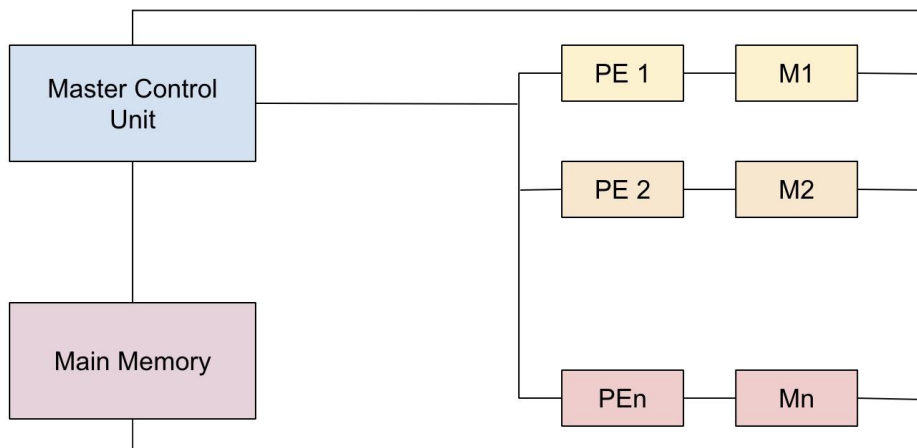 Master Control
Unit
PE 1
M1
PE 2
M2
Main Memory
PEn
Mn